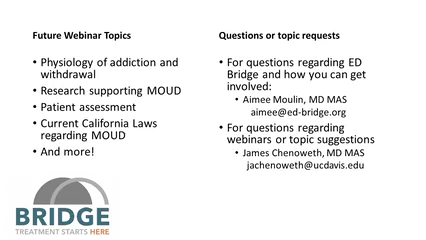 Future Webinar Topics
• Physiology of addiction and
withdrawal
• Research supporting MOUD
• Patient assessment
• Current California Laws
regarding MOUD
• And more!
Questions or topic requests
• For questions regarding ED
Bridge and how you can get
involved:
• Aimee Moulin, MD MAS
aimee@ed-bridge.org
• For questions regarding
webinars or topic suggestions
• James Chenoweth, MD MAS
jachenoweth@ucdavis.edu
BRIDGE
TREATMENT STARTS HERE